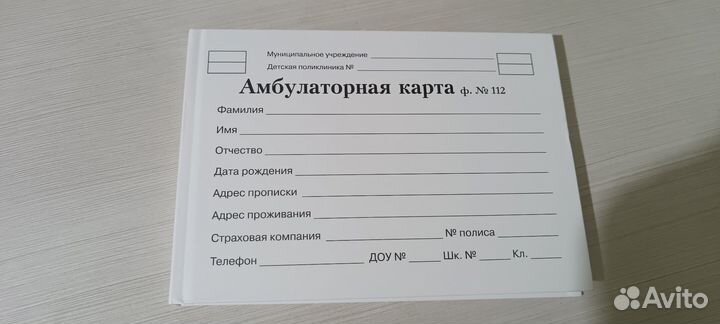 Муниципальное учреждение
Детская поликлиника №
Амбулаторная карта ф. № 112
Фамилия
Имя
Отчество
Дата рождения
Адрес прописки
Адрес проживания
Страховая компания № полиса
Телефон ДОУ № Шк. № Кл.
Avito